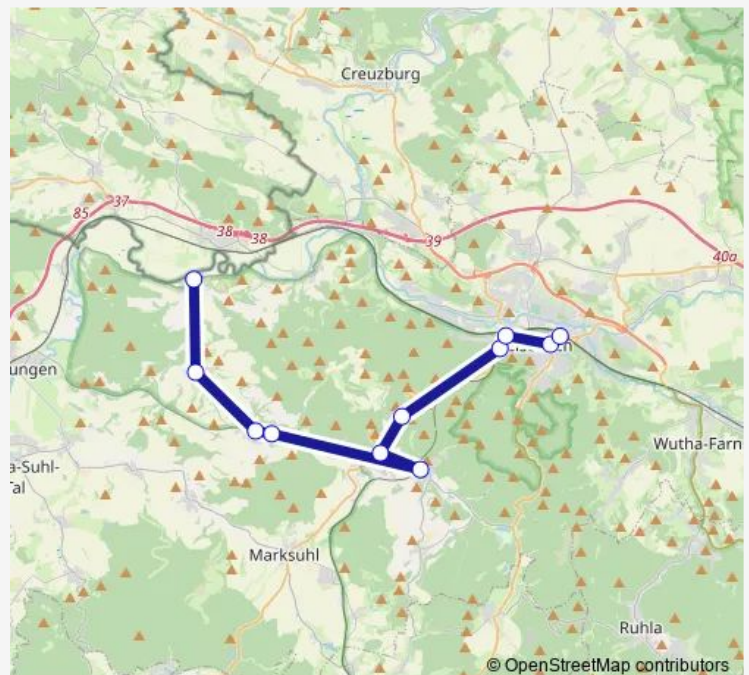 Creuzburg
37
85
38
38
39
40a
ungen
Wutha-Farn
a-Suhl-
Tal
Marksuhl
Ruhla
© OpenStreetMap contributors